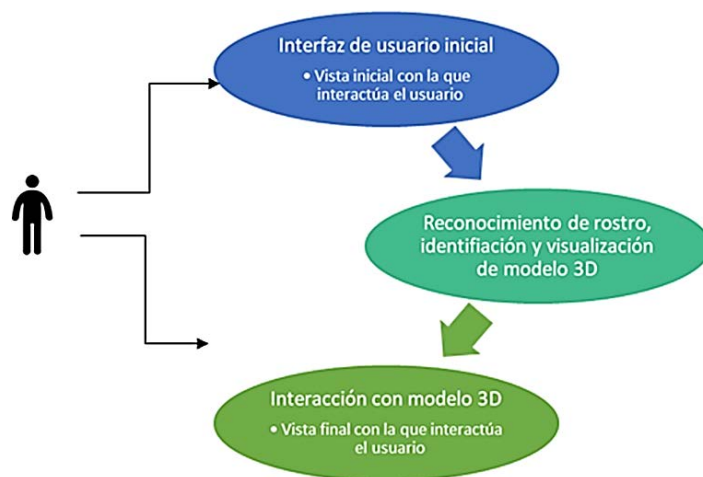 Interfaz de usuario inicial
• Vista inicial con la que
interactúa el usuario
Reconocimiento de rostro,
identifiación y visualización
de modelo 3D
Interacción con modelo 3D
• Vista final con la que interactúa
el usuario